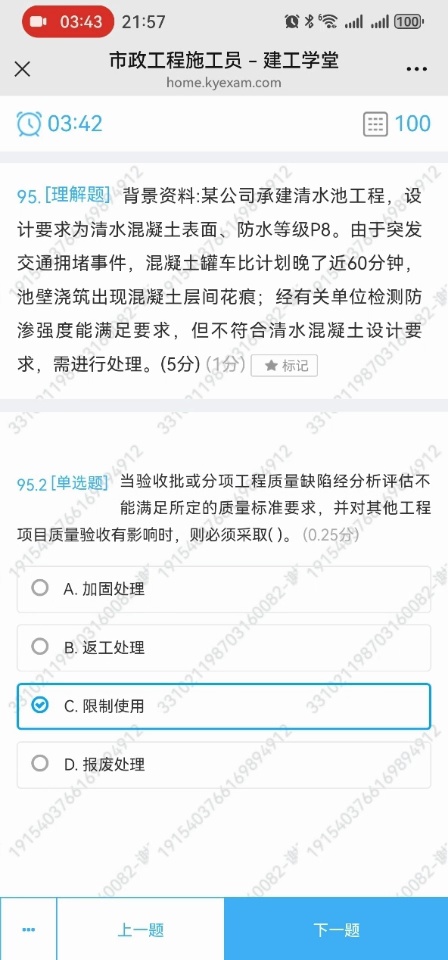 03:43 21:57 6 100
市政工程施工员 – 建工学堂
home.kyexam.com
03:42 100
95. [理解题] 背景资料:某公司承建清水池工程，设
计要求为清水混凝土表面、防水等级P8。由于突发
交通拥堵事件，混凝土罐车比计划晚了近60分钟，
池壁浇筑出现混凝土层间花痕；经有关单位检测防
渗强度能满足要求，但不符合清水混凝土设计要
求，需进行处理。(5分) (1分) ★ 标记
95.2 [单选题] 当验收批或分项工程质量缺陷经分析评估不
能满足所定的质量标准要求，并对其他工程
项目质量验收有影响时，则必须采取( )。 (0.25分)
A. 加固处理
B. 返工处理
C. 限制使用
D. 报废处理
上一题 下一题